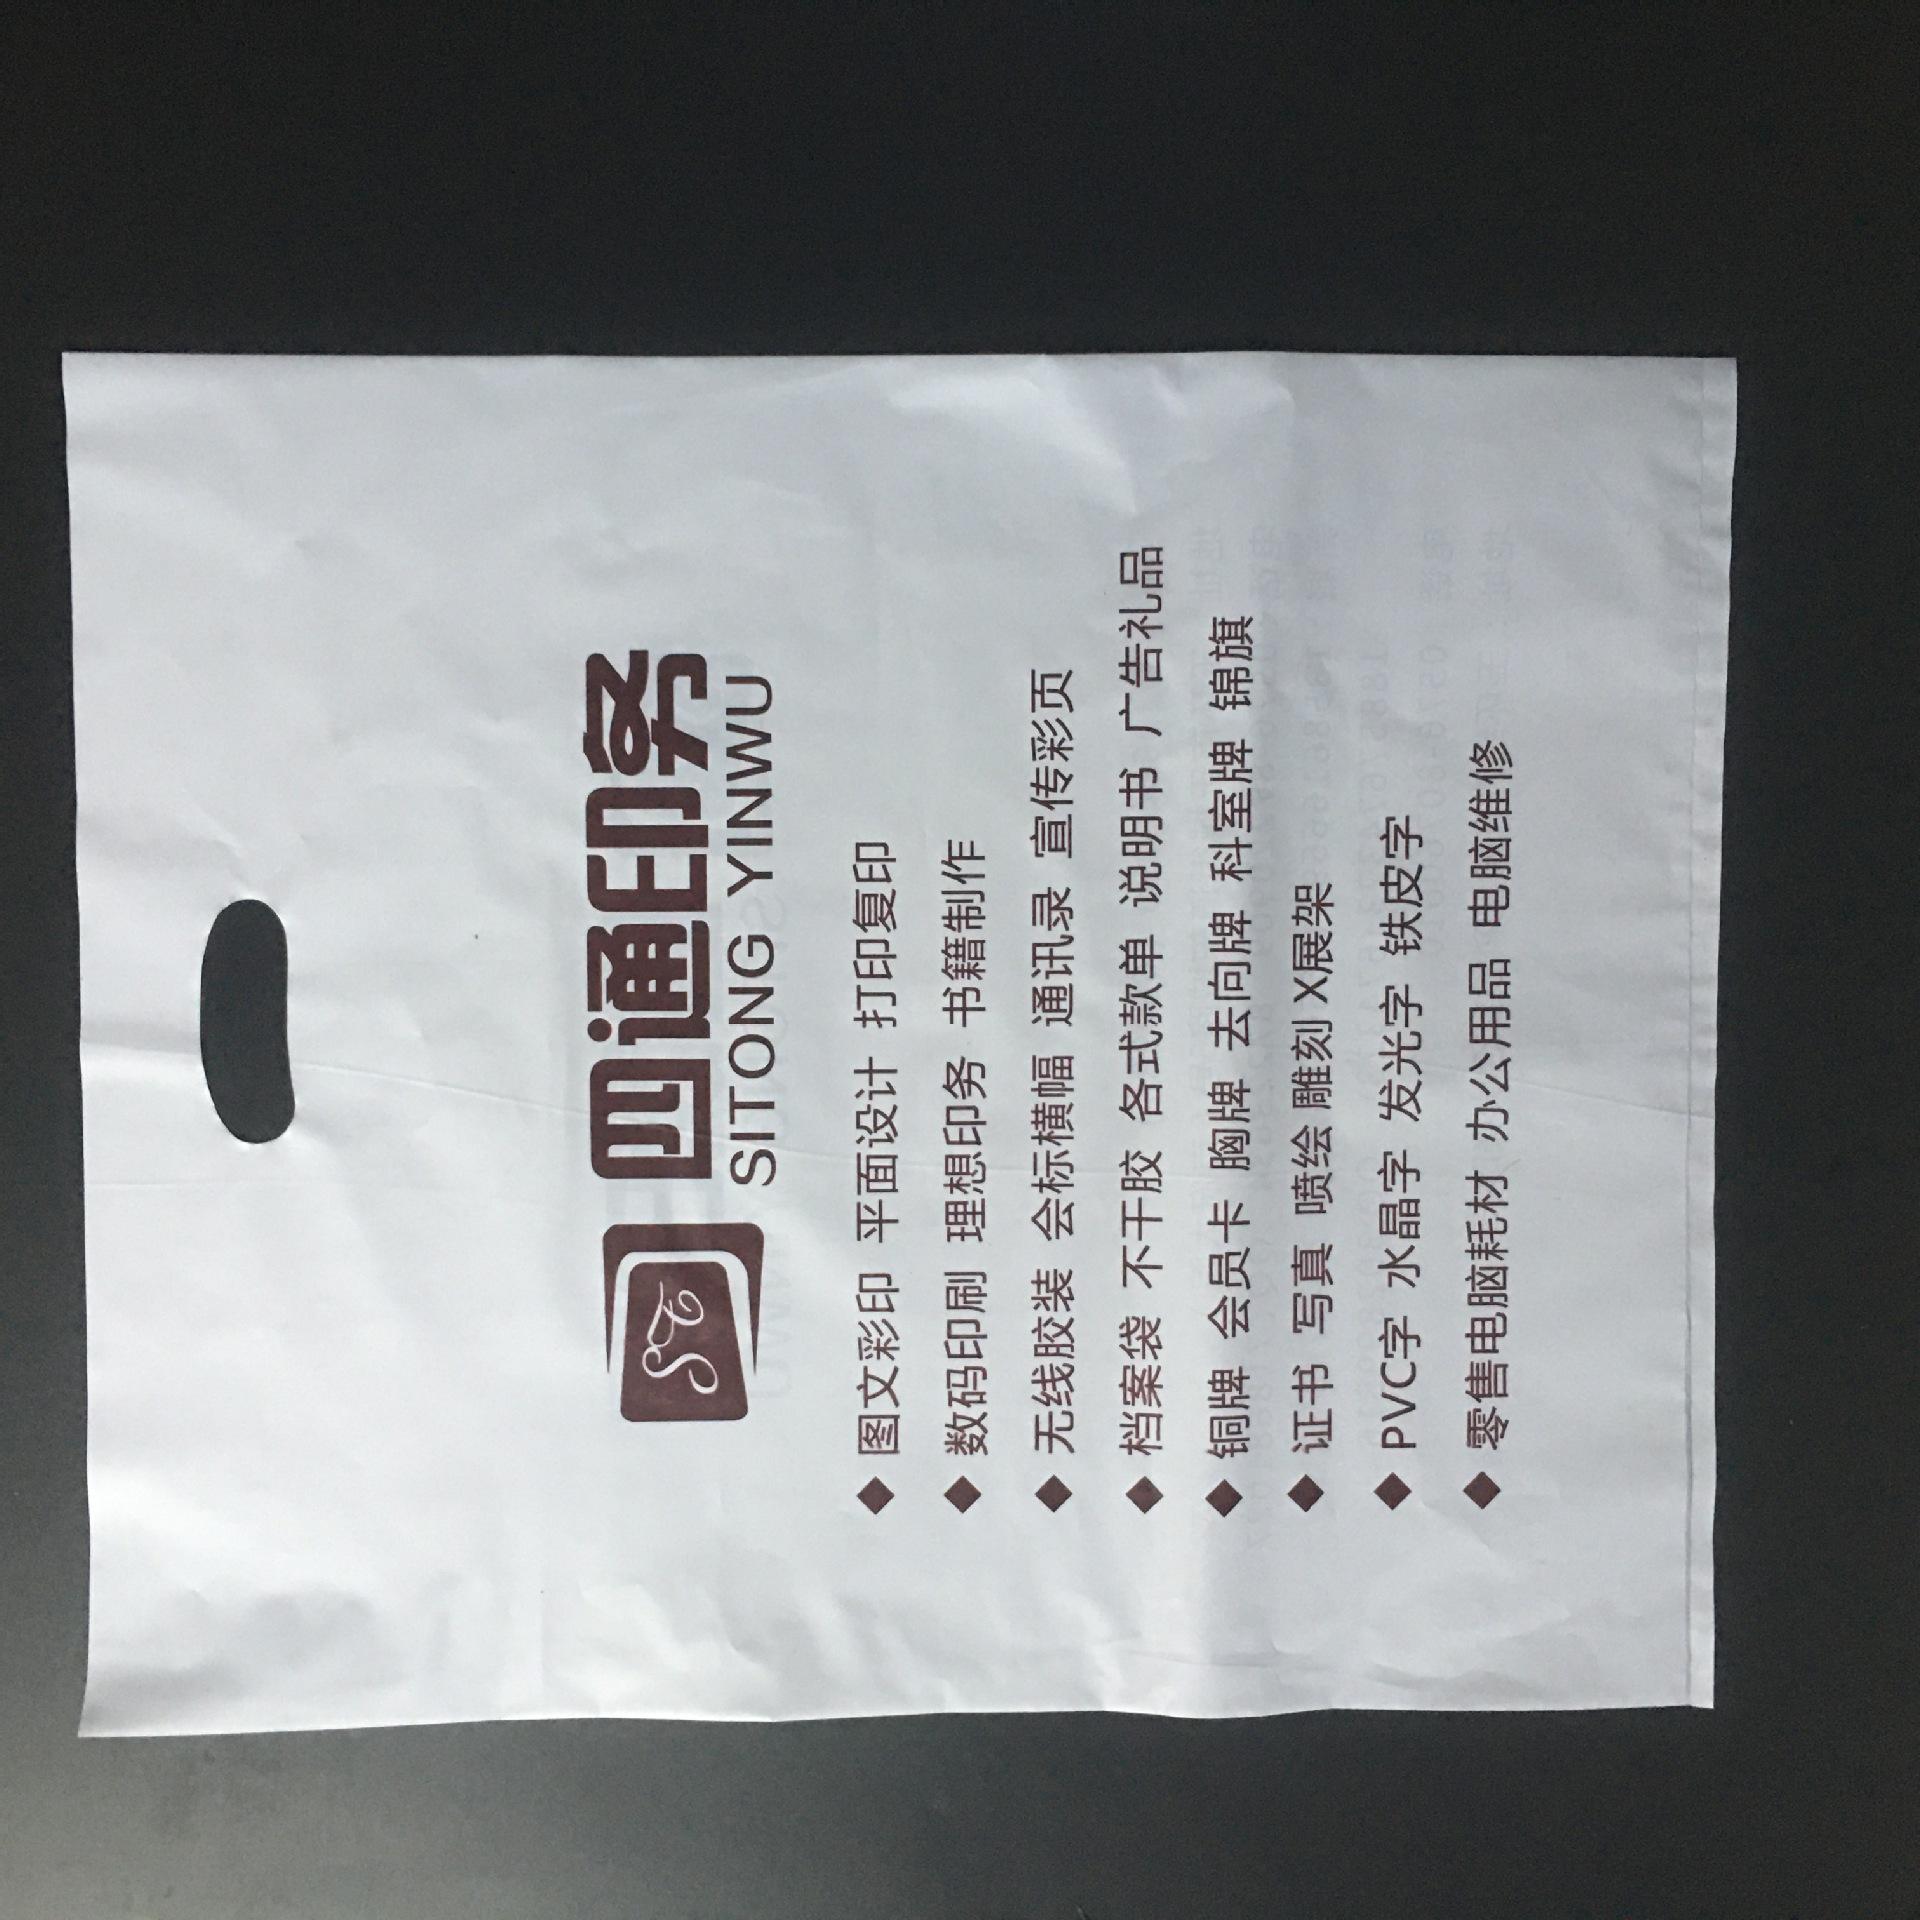 St
四通印务
SITONG YINWU
◆ 图文彩印 平面设计 打印复印
◆ 数码印刷 理想印务 书籍制作
◆ 无线胶装 会标横幅 通讯录 宣传彩页
◆ 档案袋 不干胶 各式款单 说明书 广告礼品
◆ 铜牌 会员卡 胸牌 去向牌 科室牌 锦旗
◆ 证书 写真 喷绘 雕刻 X展架
◆ PVC字 水晶字 发光字 铁皮字
◆ 零售电脑耗材 办公用品 电脑维修